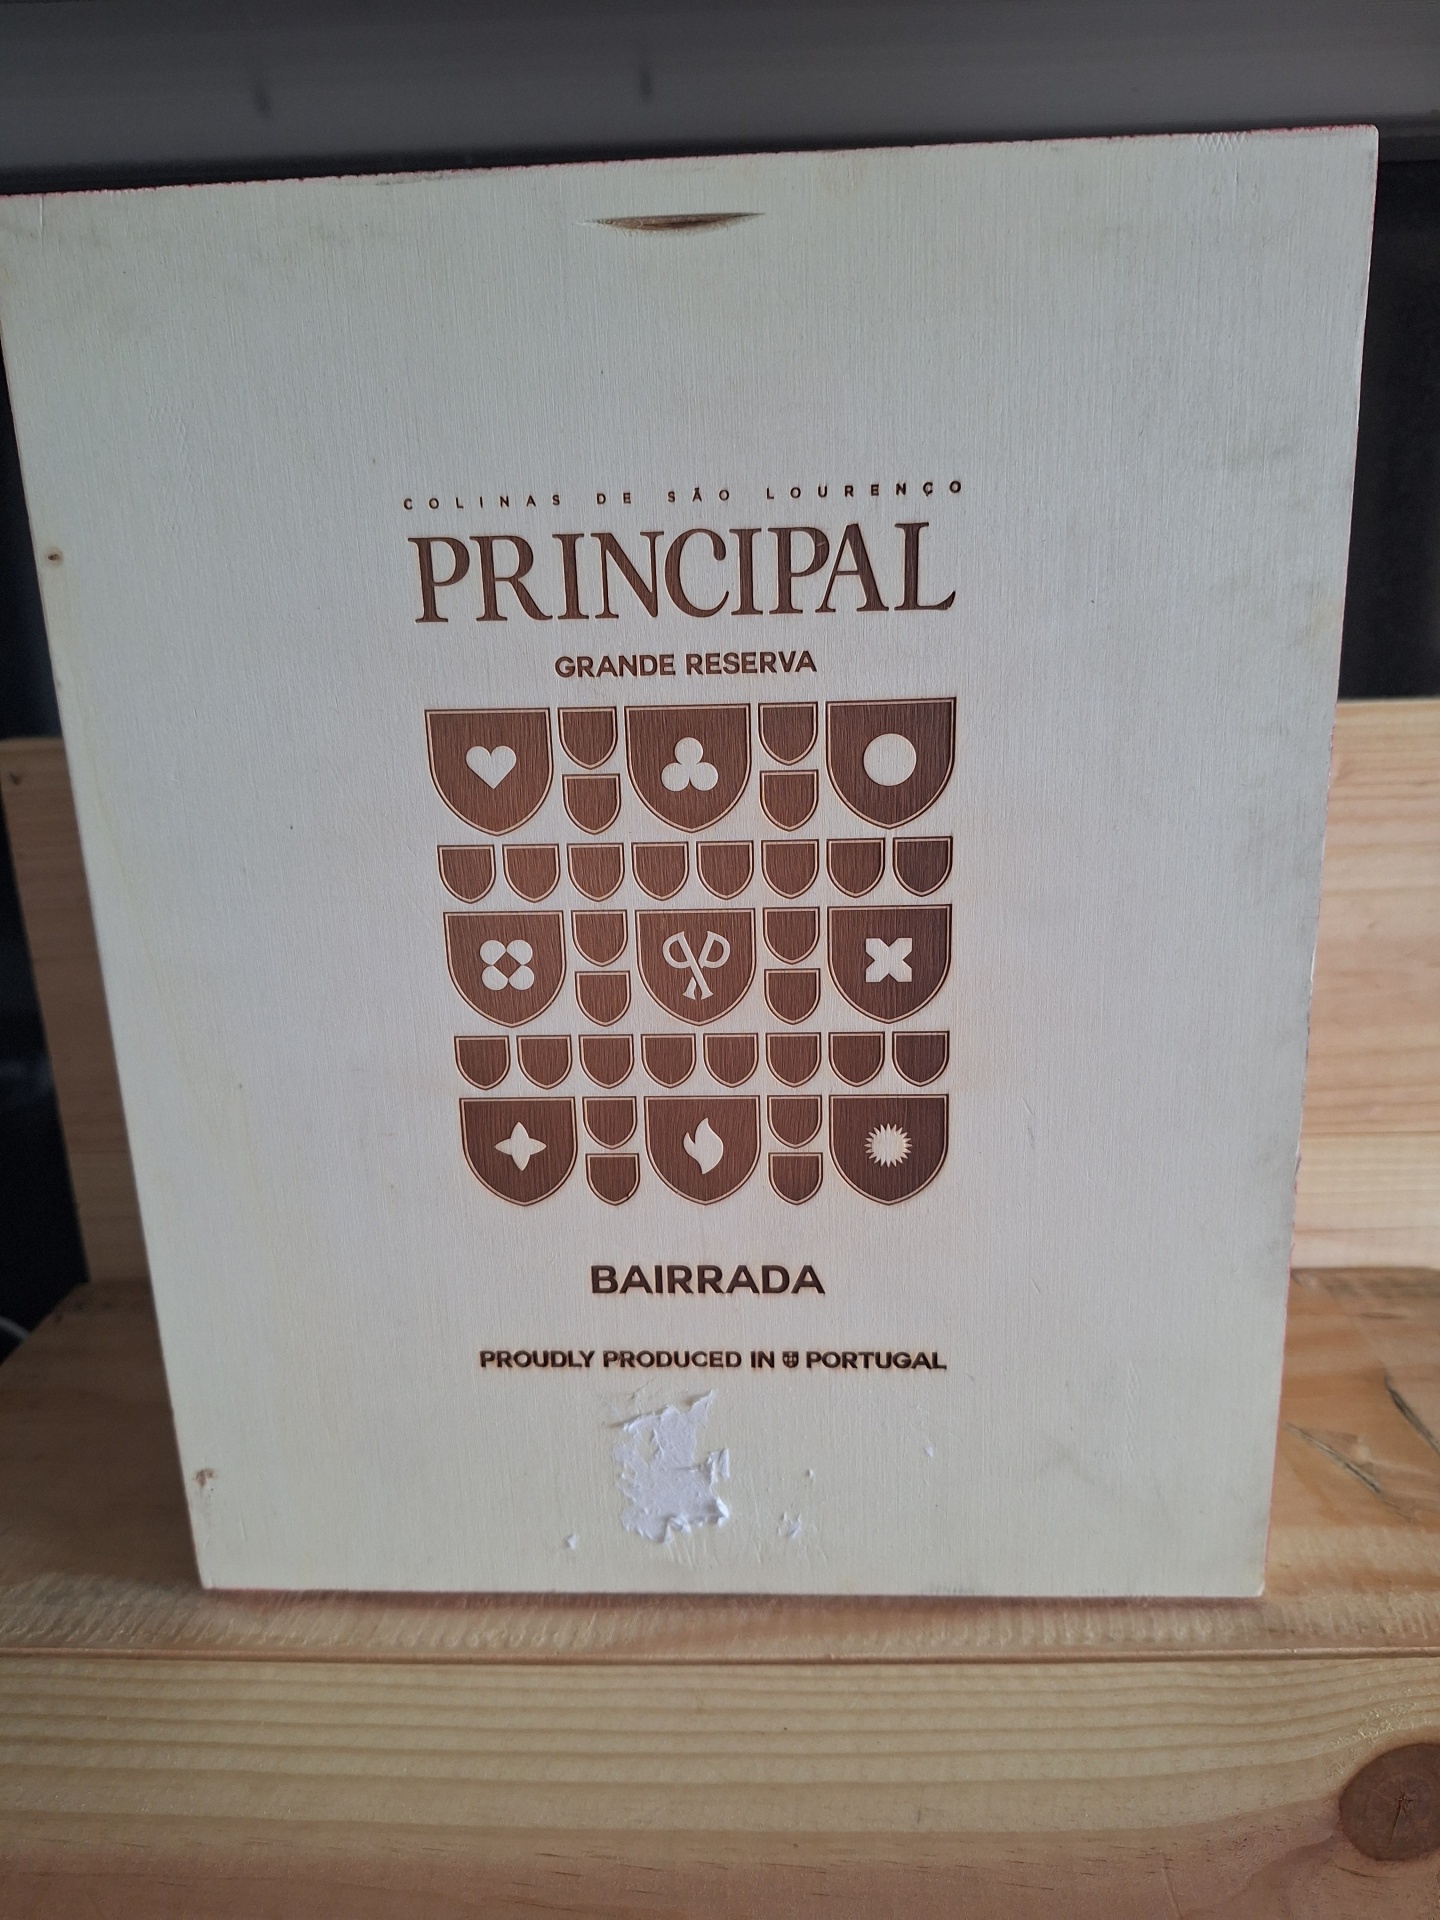 COLINAS DE SÃO LOURENÇO
PRINCIPAL
GRANDE RESERVA
BAIRRADA
PROUDLY PRODUCED IN PORTUGAL